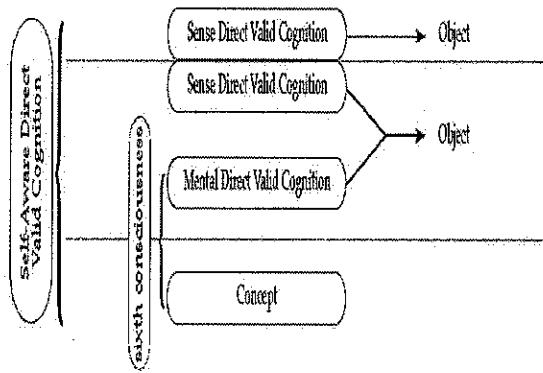 Sense Direct Valid Cognition
Object
Sense Direct Valid Cognition
Object
Mental Direct Valid Cognition
Concept
Self-Aware Direct
Valid Cognition
sixth consciousness